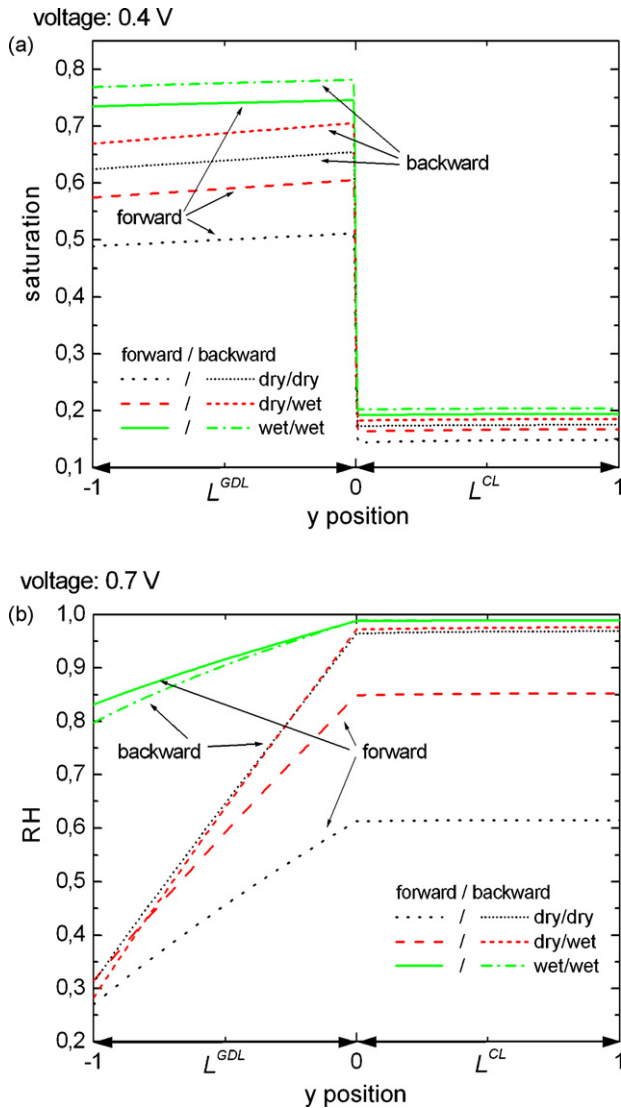 voltage: 0.4 V
(a)
0,8
0,7
0,6
0,5
0,4
0,3
0,2
0,1
saturation
backward
forward
forward / backward
/ dry/dry
/ dry/wet
/ wet/wet
-1 L^GDL 0 L^CL 1
y position
voltage: 0.7 V
(b)
1,0
0,9
0,8
0,7
0,6
0,5
0,4
0,3
0,2
RH
backward
forward
forward / backward
/ dry/dry
/ dry/wet
/ wet/wet
-1 L^GDL 0 L^CL 1
y position